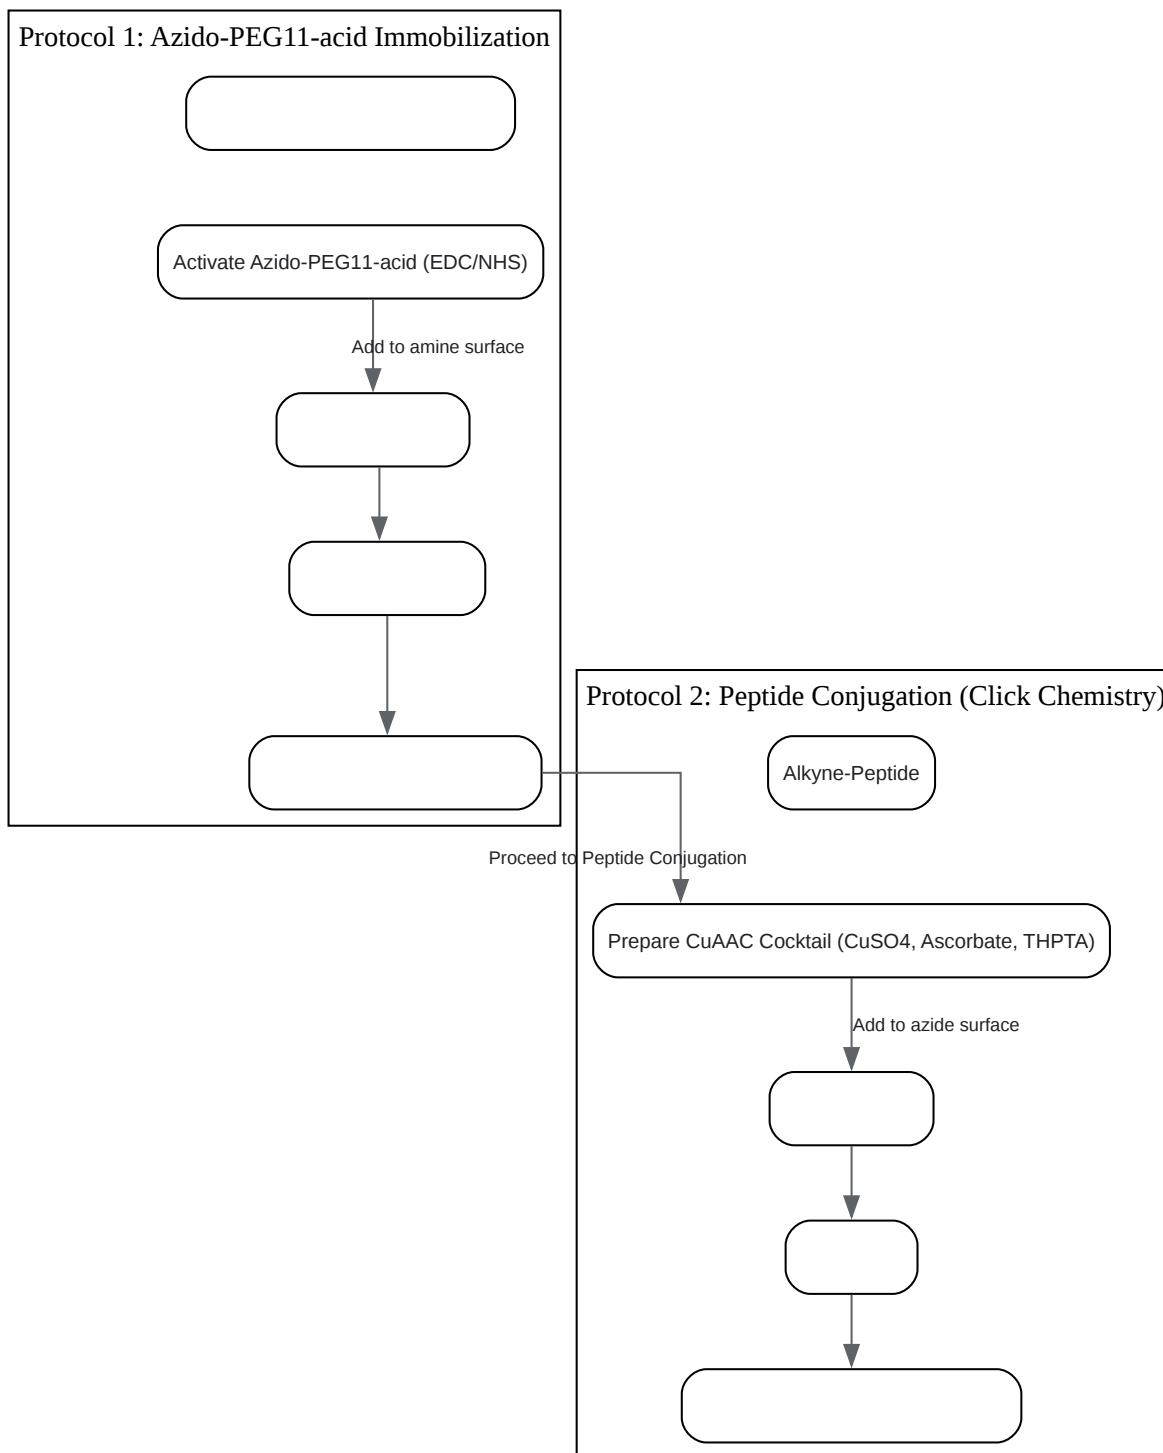 Protocol 1: Azido-PEG11-acid Immobilization
Activate Azido-PEG11-acid (EDC/NHS)
Add to amine surface
Protocol 2: Peptide Conjugation (Click Chemistry)
Alkyne-Peptide
Proceed to Peptide Conjugation
Prepare CuAAC Cocktail (CuSO4, Ascorbate, THPTA)
Add to azide surface